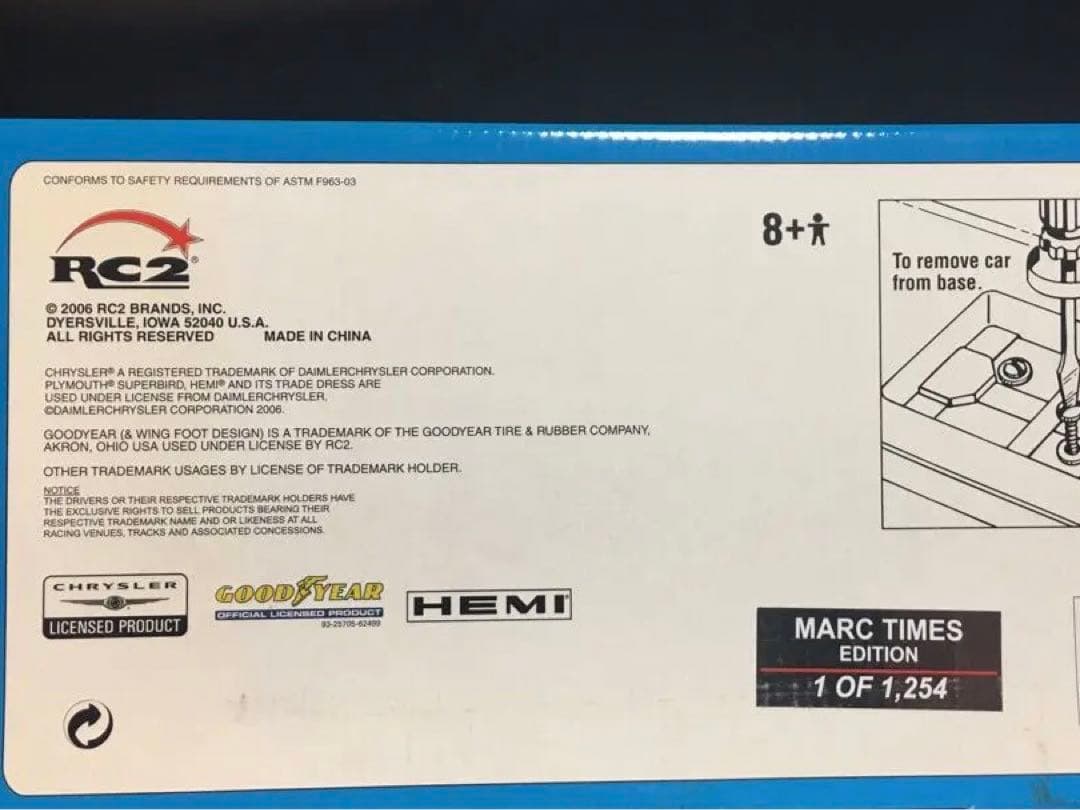 CONFORMS TO SAFETY REQUIREMENTS OF ASTM F963-03
RC2®
© 2006 RC2 BRANDS, INC.
DYERSVILLE, IOWA 52040 U.S.A.
ALL RIGHTS RESERVED MADE IN CHINA
CHRYSLER® A REGISTERED TRADEMARK OF DAIMLERCHRYSLER CORPORATION.
PLYMOUTH® SUPERBIRD, HEMI® AND ITS TRADE DRESS ARE
USED UNDER LICENSE FROM DAIMLERCHRYSLER.
©DAIMLERCHRYSLER CORPORATION 2006.
GOODYEAR (& WING FOOT DESIGN) IS A TRADEMARK OF THE GOODYEAR TIRE & RUBBER COMPANY,
AKRON, OHIO USA USED UNDER LICENSE BY RC2.
OTHER TRADEMARK USAGES BY LICENSE OF TRADEMARK HOLDER.
NOTICE
THE DRIVERS OR THEIR RESPECTIVE TRADEMARK HOLDERS HAVE
THE EXCLUSIVE RIGHTS TO SELL PRODUCTS BEARING THEIR
RESPECTIVE TRADEMARK NAME AND OR LIKENESS AT ALL
RACING VENUES, TRACKS AND ASSOCIATED CONCESSIONS.
CHRYSLER
LICENSED PRODUCT
GOODYEAR
OFFICIAL LICENSED PRODUCT
93-25705-62499
HEMI®
8+
To remove car
from base.
MARC TIMES
EDITION
1 OF 1,254